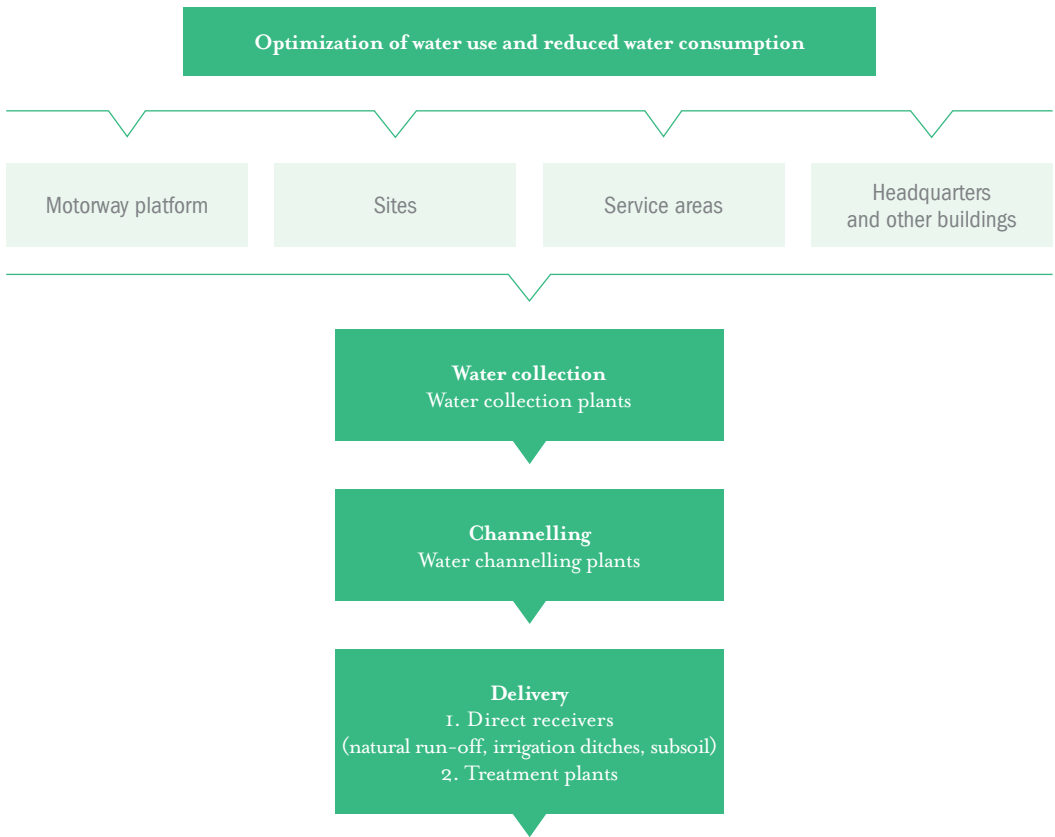 Optimization of water use and reduced water consumption
Motorway platform
Sites
Service areas
Headquarters
and other buildings
Water collection
Water collection plants
Channelling
Water channelling plants
Delivery
1. Direct receivers
(natural run-off, irrigation ditches, subsoil)
2. Treatment plants